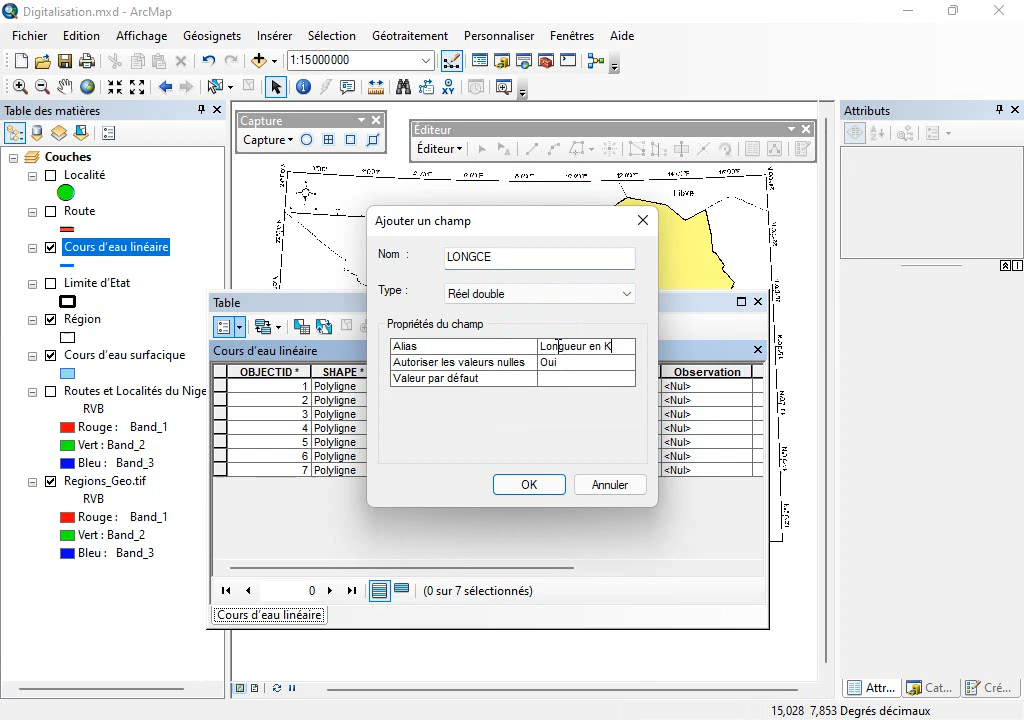 Digitalisation.mxd - ArcMap
Fichier Edition Affichage Géosignets Insérer Sélection Géotraitement Personnaliser Fenêtres Aide
1:15000000
Table des matières
Couches
Localité
Route
Cours d'eau linéaire
Limite d'Etat
Région
Cours d'eau surfacique
Routes et Localités du Nige
RVB
Rouge : Band_1
Vert : Band_2
Bleu : Band_3
Regions_Geo.tif
RVB
Rouge : Band_1
Vert : Band_2
Bleu : Band_3
Capture
Capture
Éditeur
Éditeur
Libye
Ajouter un champ
Nom : LONGCE
Type : Réel double
Propriétés du champ
Alias Longueur en K
Autoriser les valeurs nulles Oui
Valeur par défaut
OK Annuler
Table
Cours d'eau linéaire
OBJECTID * SHAPE * Observation
1 Polyligne <Nul>
2 Polyligne <Nul>
3 Polyligne <Nul>
4 Polyligne <Nul>
5 Polyligne <Nul>
6 Polyligne <Nul>
7 Polyligne <Nul>
0 (0 sur 7 sélectionnés)
Cours d'eau linéaire
Attributs
Attr... Cat... Cré...
15,028 7,853 Degrés décimaux